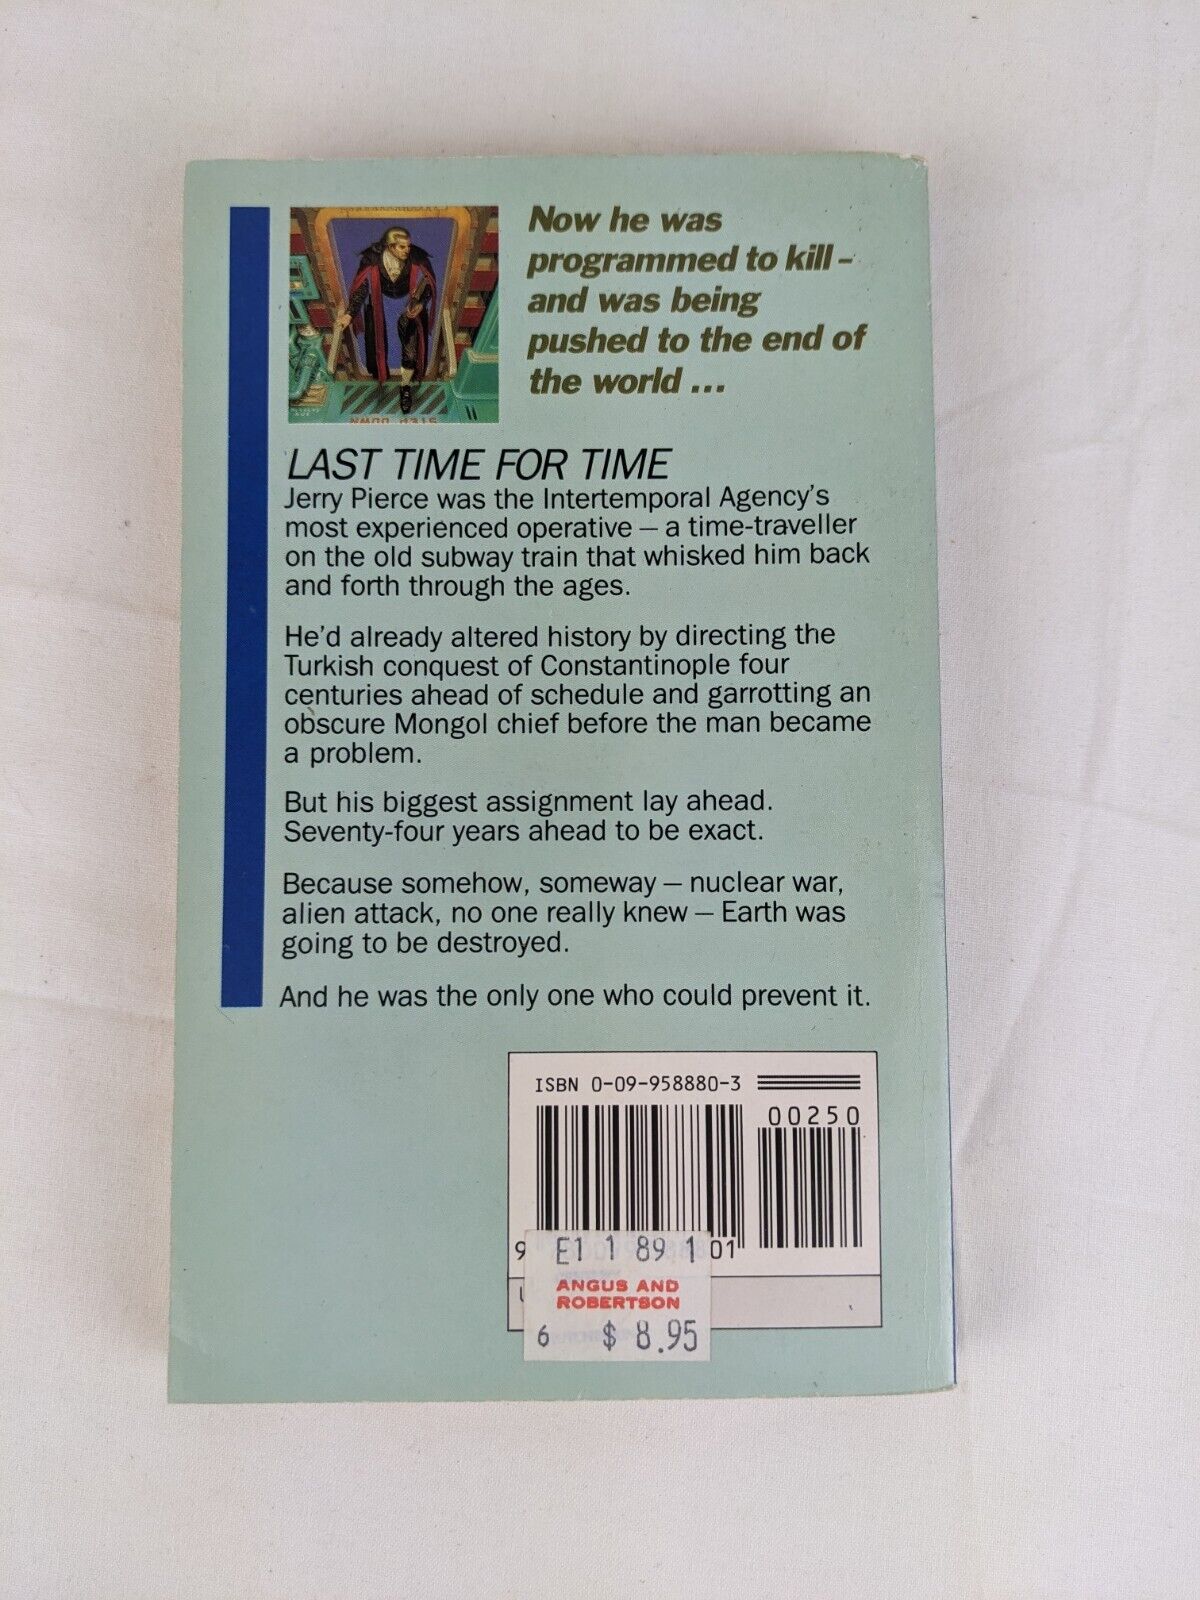 Now he was
programmed to kill –
and was being
pushed to the end of
the world ...
LAST TIME FOR TIME
Jerry Pierce was the Intertemporal Agency's
most experienced operative – a time-traveller
on the old subway train that whisked him back
and forth through the ages.
He'd already altered history by directing the
Turkish conquest of Constantinople four
centuries ahead of schedule and garrotting an
obscure Mongol chief before the man became
a problem.
But his biggest assignment lay ahead.
Seventy-four years ahead to be exact.
Because somehow, someway – nuclear war,
alien attack, no one really knew – Earth was
going to be destroyed.
And he was the only one who could prevent it.
ISBN 0-09-958880-3
00250
9
01
E1 1 89 1
ANGUS AND
ROBERTSON
6 $ 8.95